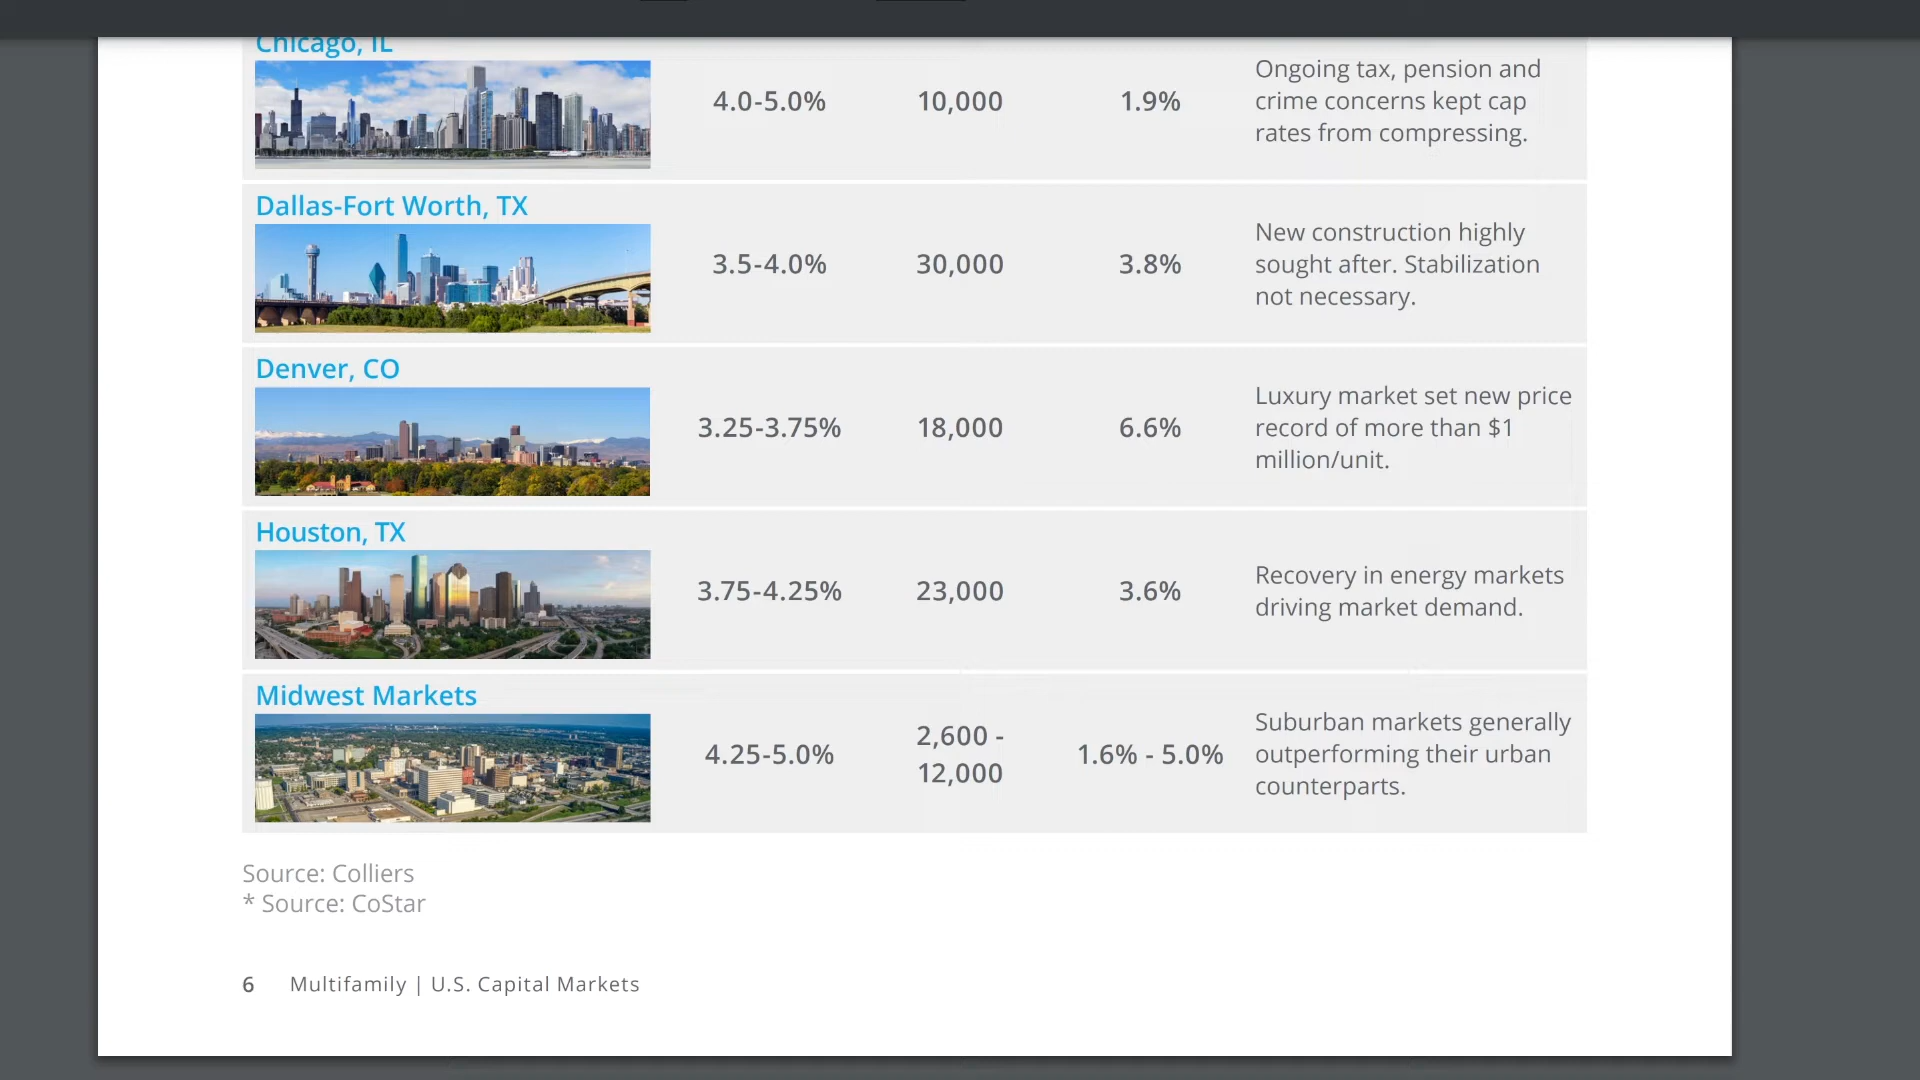 Chicago, IL
4.0-5.0%
10,000
1.9%
Ongoing tax, pension and
crime concerns kept cap
rates from compressing.
Dallas-Fort Worth, TX
3.5-4.0%
30,000
3.8%
New construction highly
sought after. Stabilization
not necessary.
Denver, CO
3.25-3.75%
18,000
6.6%
Luxury market set new price
record of more than $1
million/unit.
Houston, TX
3.75-4.25%
23,000
3.6%
Recovery in energy markets
driving market demand.
Midwest Markets
4.25-5.0%
2,600 -
12,000
1.6% - 5.0%
Suburban markets generally
outperforming their urban
counterparts.
Source: Colliers
* Source: CoStar
6 Multifamily | U.S. Capital Markets